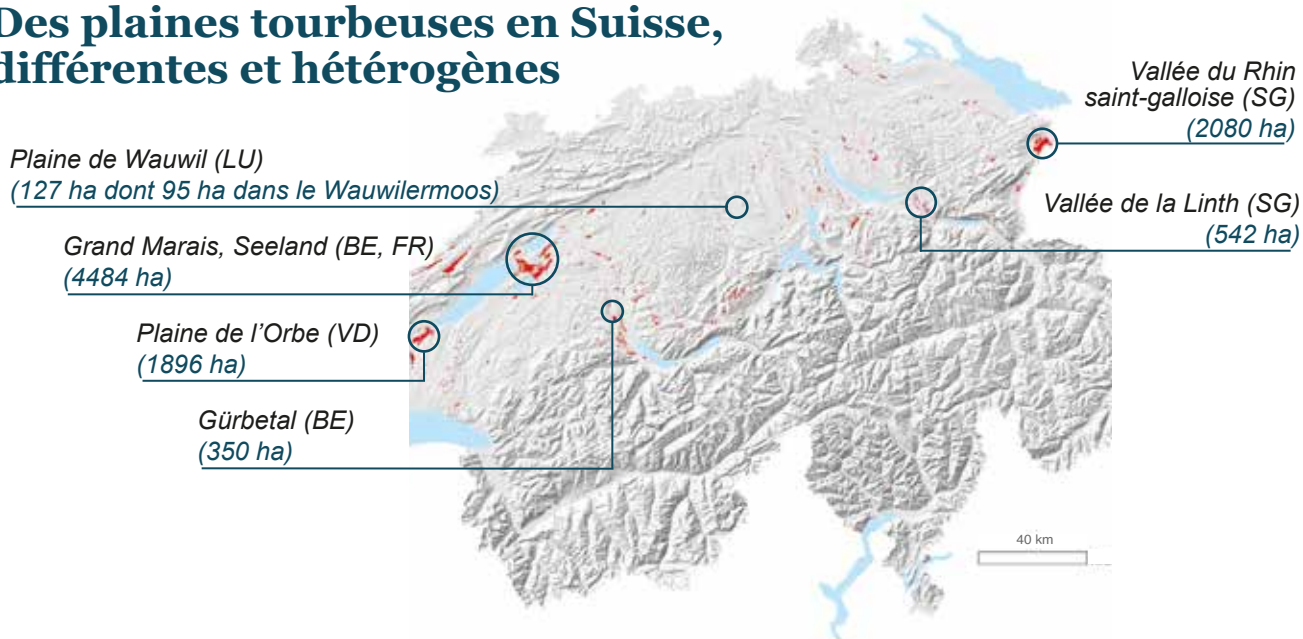 Des plaines tourbeuses en Suisse,
différentes et hétérogènes
Vallée du Rhin
saint-galloise (SG)
(2080 ha)
Plaine de Wauwil (LU)
(127 ha dont 95 ha dans le Wauwilermoos)
Vallée de la Linth (SG)
(542 ha)
Grand Marais, Seeland (BE, FR)
(4484 ha)
Plaine de l’Orbe (VD)
(1896 ha)
Gürbetal (BE)
(350 ha)
40 km